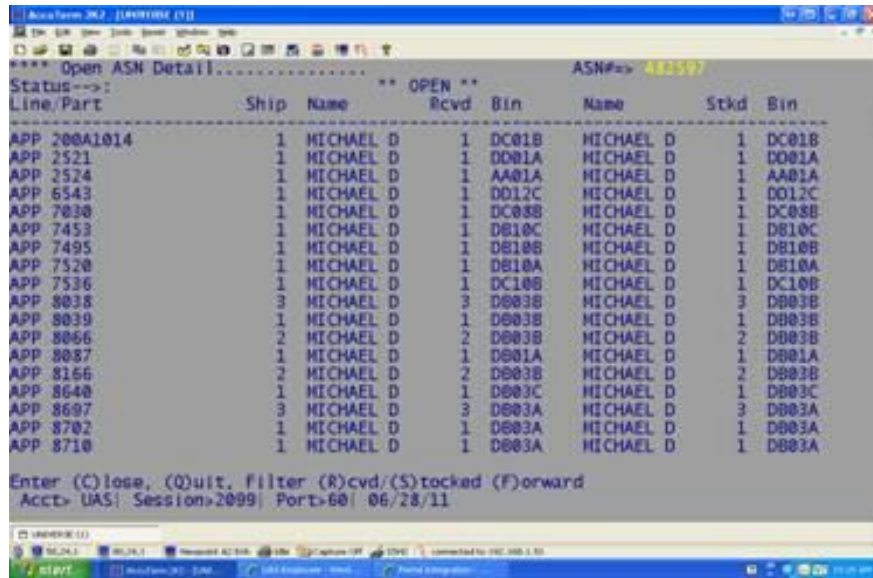 AccuTerm 2K2 - [UNIVERSE (1)]
**** Open ASN Detail................ ASN#=> 482597
Status-->: ** OPEN **
Line/Part Ship Name Rcvd Bin Name Stkd Bin
APP 200A1014 1 MICHAEL D 1 DC01B MICHAEL D 1 DC01B
APP 2521 1 MICHAEL D 1 DD01A MICHAEL D 1 DD01A
APP 2524 1 MICHAEL D 1 AA01A MICHAEL D 1 AA01A
APP 6543 1 MICHAEL D 1 DD12C MICHAEL D 1 DD12C
APP 7030 1 MICHAEL D 1 DC08B MICHAEL D 1 DC08B
APP 7453 1 MICHAEL D 1 DB10C MICHAEL D 1 DB10C
APP 7495 1 MICHAEL D 1 DB10B MICHAEL D 1 DB10B
APP 7520 1 MICHAEL D 1 DB10A MICHAEL D 1 DB10A
APP 7536 1 MICHAEL D 1 DC10B MICHAEL D 1 DC10B
APP 8038 3 MICHAEL D 3 DB03B MICHAEL D 3 DB03B
APP 8039 1 MICHAEL D 1 DB03B MICHAEL D 1 DB03B
APP 8066 2 MICHAEL D 2 DB03B MICHAEL D 2 DB03B
APP 8087 1 MICHAEL D 1 DB01A MICHAEL D 1 DB01A
APP 8166 2 MICHAEL D 2 DB03B MICHAEL D 2 DB03B
APP 8640 1 MICHAEL D 1 DB03C MICHAEL D 1 DB03C
APP 8697 3 MICHAEL D 3 DB03A MICHAEL D 3 DB03A
APP 8702 1 MICHAEL D 1 DB03A MICHAEL D 1 DB03A
APP 8710 1 MICHAEL D 1 DB03A MICHAEL D 1 DB03A
Enter (C)lose, (Q)uit, Filter (R)cvd/(S)tocked (F)orward
Acct> UAS| Session>2099| Port>60| 06/28/11
UNIVERSE (1)
start